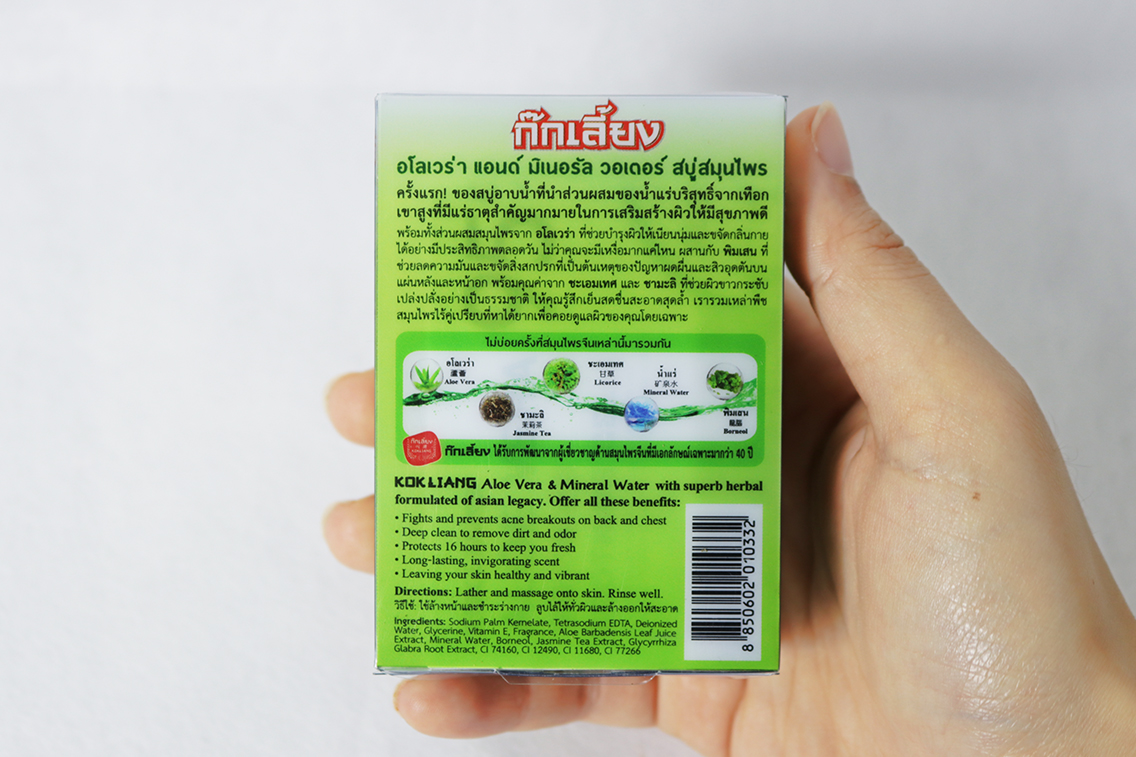 ก๊กเลี้ยง
อโลเวร่า แอนด์ มิเนอรัล วอเตอร์ สบู่สมุนไพร
ครั้งแรก! ของสบู่อาบน้ำที่นำส่วนผสมของน้ำแร่บริสุทธิ์จากเทือก
เขาสูงที่มีแร่ธาตุสำคัญมากมายในการเสริมสร้างผิวให้มีสุขภาพดี
พร้อมทั้งส่วนผสมสมุนไพรจาก อโลเวร่า ที่ช่วยบำรุงผิวให้เนียนนุ่มและขจัดกลิ่นกาย
ได้อย่างมีประสิทธิภาพตลอดวัน ไม่ว่าคุณจะมีเหงื่อมากแค่ไหน ผสานกับ พิมเสน ที่
ช่วยลดความมันและขจัดสิ่งสกปรกที่เป็นต้นเหตุของปัญหาผดผื่นและสิวอุดตันบน
แผ่นหลังและหน้าอก พร้อมคุณค่าจาก ชะเอมเทศ และ ชามะลิ ที่ช่วยผิวขาวกระชับ
เปล่งปลั่งอย่างเป็นธรรมชาติ ให้คุณรู้สึกเย็นสดชื่นสะอาดสุดล้ำ เรารวมเหล่าพืช
สมุนไพรไร้คู่เปรียบที่หาได้ยากเพื่อคอยดูแลผิวของคุณโดยเฉพาะ
ไม่บ่อยครั้งที่สมุนไพรจีนเหล่านี้มารวมกัน
อโลเวร่า
蘆薈
Aloe Vera
ชามะลิ
茉莉茶
Jasmine Tea
ชะเอมเทศ
甘草
Licorice
น้ำแร่
矿泉水
Mineral Water
พิมเสน
龍腦
Borneol
ก๊กเลี้ยง ได้รับการพัฒนาจากผู้เชี่ยวชาญด้านสมุนไพรจีนที่มีเอกลักษณ์เฉพาะมากว่า 40 ปี
KOKLIANG Aloe Vera & Mineral Water with superb herbal
formulated of asian legacy. Offer all these benefits:
• Fights and prevents acne breakouts on back and chest
• Deep clean to remove dirt and odor
• Protects 16 hours to keep you fresh
• Long-lasting, invigorating scent
• Leaving your skin healthy and vibrant
Directions: Lather and massage onto skin. Rinse well.
วิธีใช้: ใช้ล้างหน้าและชำระร่างกาย ลูบไล้ให้ทั่วผิวและล้างออกให้สะอาด
Ingredients: Sodium Palm Kernelate, Tetrasodium EDTA, Deionized
Water, Glycerine, Vitamin E, Fragrance, Aloe Barbadensis Leaf Juice
Extract, Mineral Water, Borneol, Jasmine Tea Extract, Glycyrrhiza
Glabra Root Extract, CI 74160, CI 12490, CI 11680, CI 77266
8 850602 010332